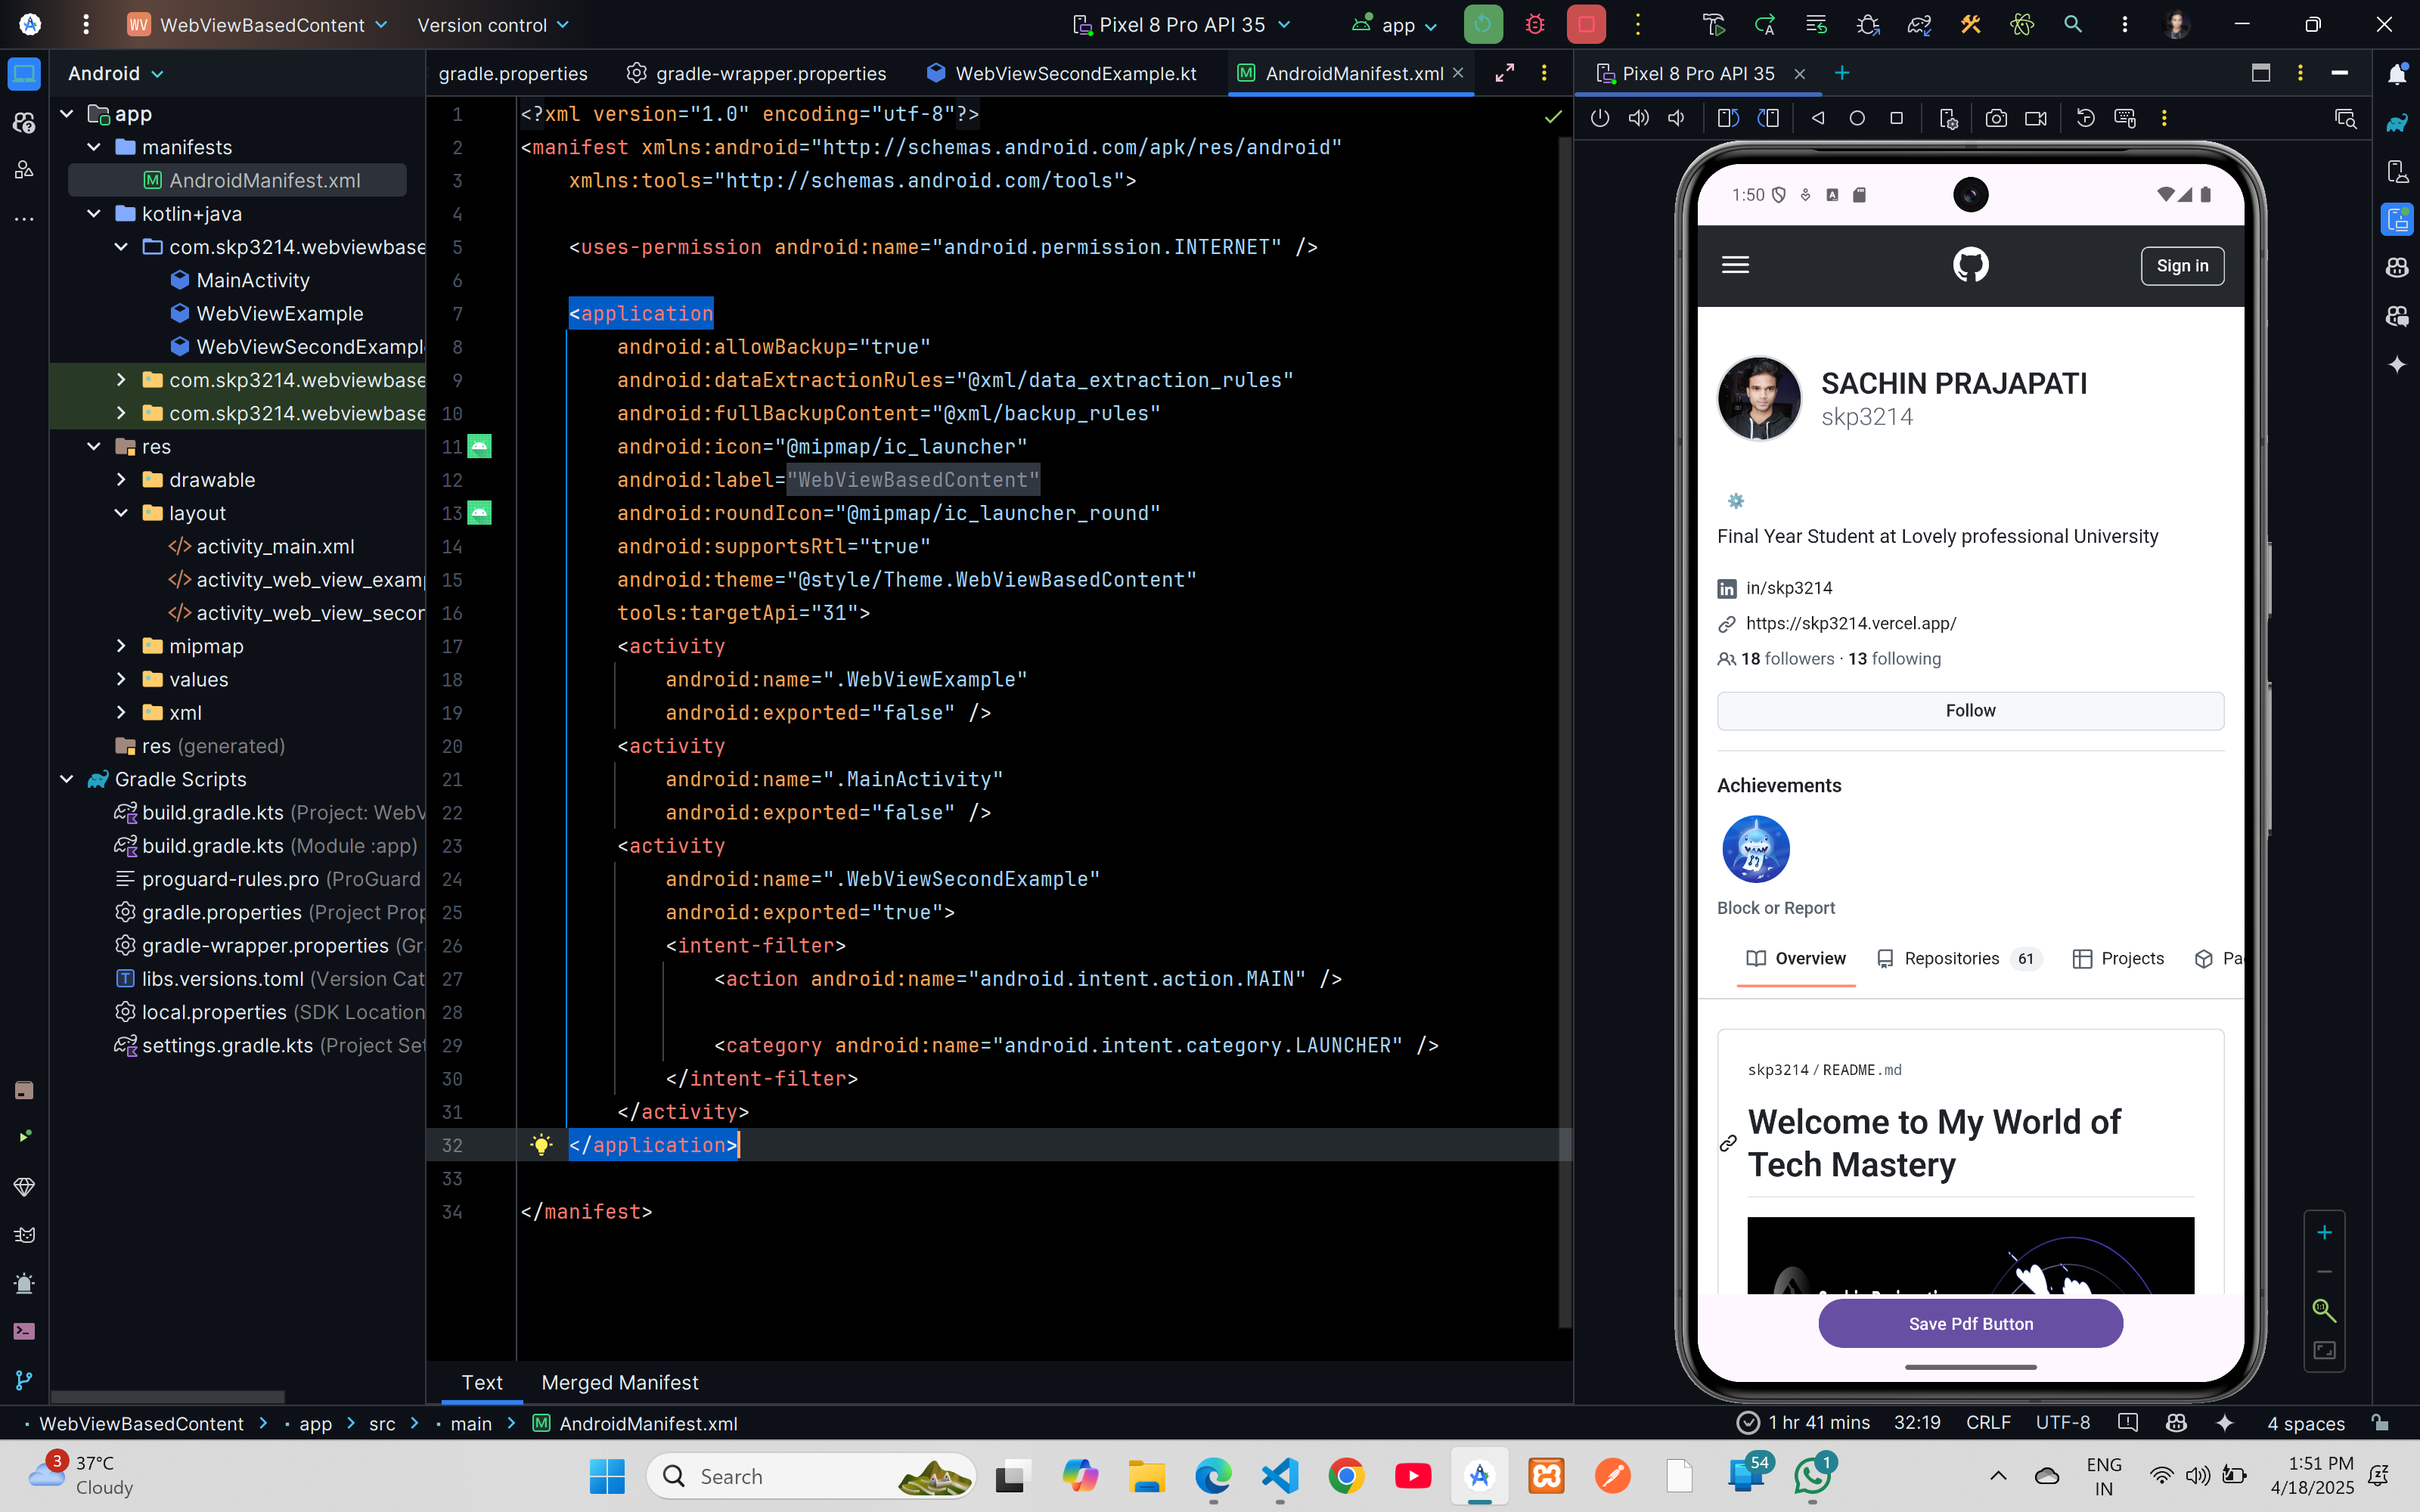 WV WebViewBasedContent Version control Pixel 8 Pro API 35 app
Android
app
manifests
AndroidManifest.xml
kotlin+java
com.skp3214.webviewbase
MainActivity
WebViewExample
WebViewSecondExampl
com.skp3214.webviewbase
com.skp3214.webviewbase
res
drawable
layout
activity_main.xml
activity_web_view_examp
activity_web_view_secon
mipmap
values
xml
res (generated)
Gradle Scripts
build.gradle.kts (Project: WebV
build.gradle.kts (Module :app)
proguard-rules.pro (ProGuard
gradle.properties (Project Prop
gradle-wrapper.properties (Gr
libs.versions.toml (Version Cat
local.properties (SDK Location
settings.gradle.kts (Project Set
gradle.properties gradle-wrapper.properties WebViewSecondExample.kt AndroidManifest.xml
1 <?xml version="1.0" encoding="utf-8"?>
2 <manifest xmlns:android="http://schemas.android.com/apk/res/android"
3 xmlns:tools="http://schemas.android.com/tools">
4
5 <uses-permission android:name="android.permission.INTERNET" />
6
7 <application
8 android:allowBackup="true"
9 android:dataExtractionRules="@xml/data_extraction_rules"
10 android:fullBackupContent="@xml/backup_rules"
11 android:icon="@mipmap/ic_launcher"
12 android:label="WebViewBasedContent"
13 android:roundIcon="@mipmap/ic_launcher_round"
14 android:supportsRtl="true"
15 android:theme="@style/Theme.WebViewBasedContent"
16 tools:targetApi="31">
17 <activity
18 android:name=".WebViewExample"
19 android:exported="false" />
20 <activity
21 android:name=".MainActivity"
22 android:exported="false" />
23 <activity
24 android:name=".WebViewSecondExample"
25 android:exported="true">
26 <intent-filter>
27 <action android:name="android.intent.action.MAIN" />
28
29 <category android:name="android.intent.category.LAUNCHER" />
30 </intent-filter>
31 </activity>
32 </application>
33
34 </manifest>
Text Merged Manifest
Pixel 8 Pro API 35
1:50
Sign in
SACHIN PRAJAPATI
skp3214
Final Year Student at Lovely professional University
in/skp3214
https://skp3214.vercel.app/
18 followers · 13 following
Follow
Achievements
Block or Report
Overview Repositories 61 Projects Pa
skp3214/README.md
Welcome to My World of
Tech Mastery
Save Pdf Button
1:1
WebViewBasedContent > app > src > main > AndroidManifest.xml
1 hr 41 mins 32:19 CRLF UTF-8 4 spaces
3 37°C
Cloudy
Search
54
1
ENG
IN
1:51 PM
4/18/2025